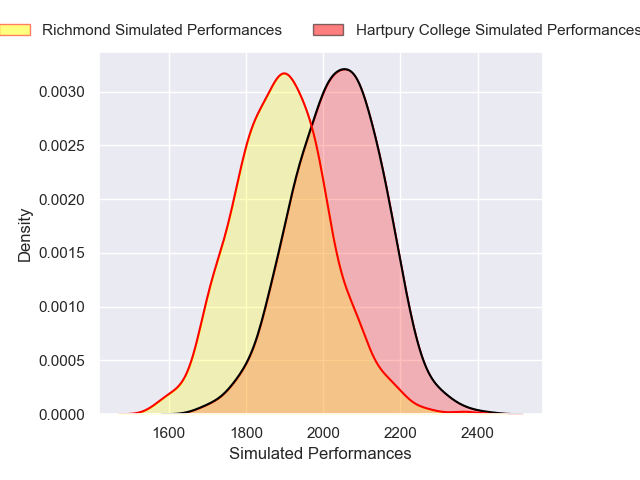 Richmond Simulated Performances
Hartpury College Simulated Performances
0.0030
0.0025
0.0020
0.0015
0.0010
0.0005
0.0000
Density
1600 1800 2000 2200 2400
Simulated Performances